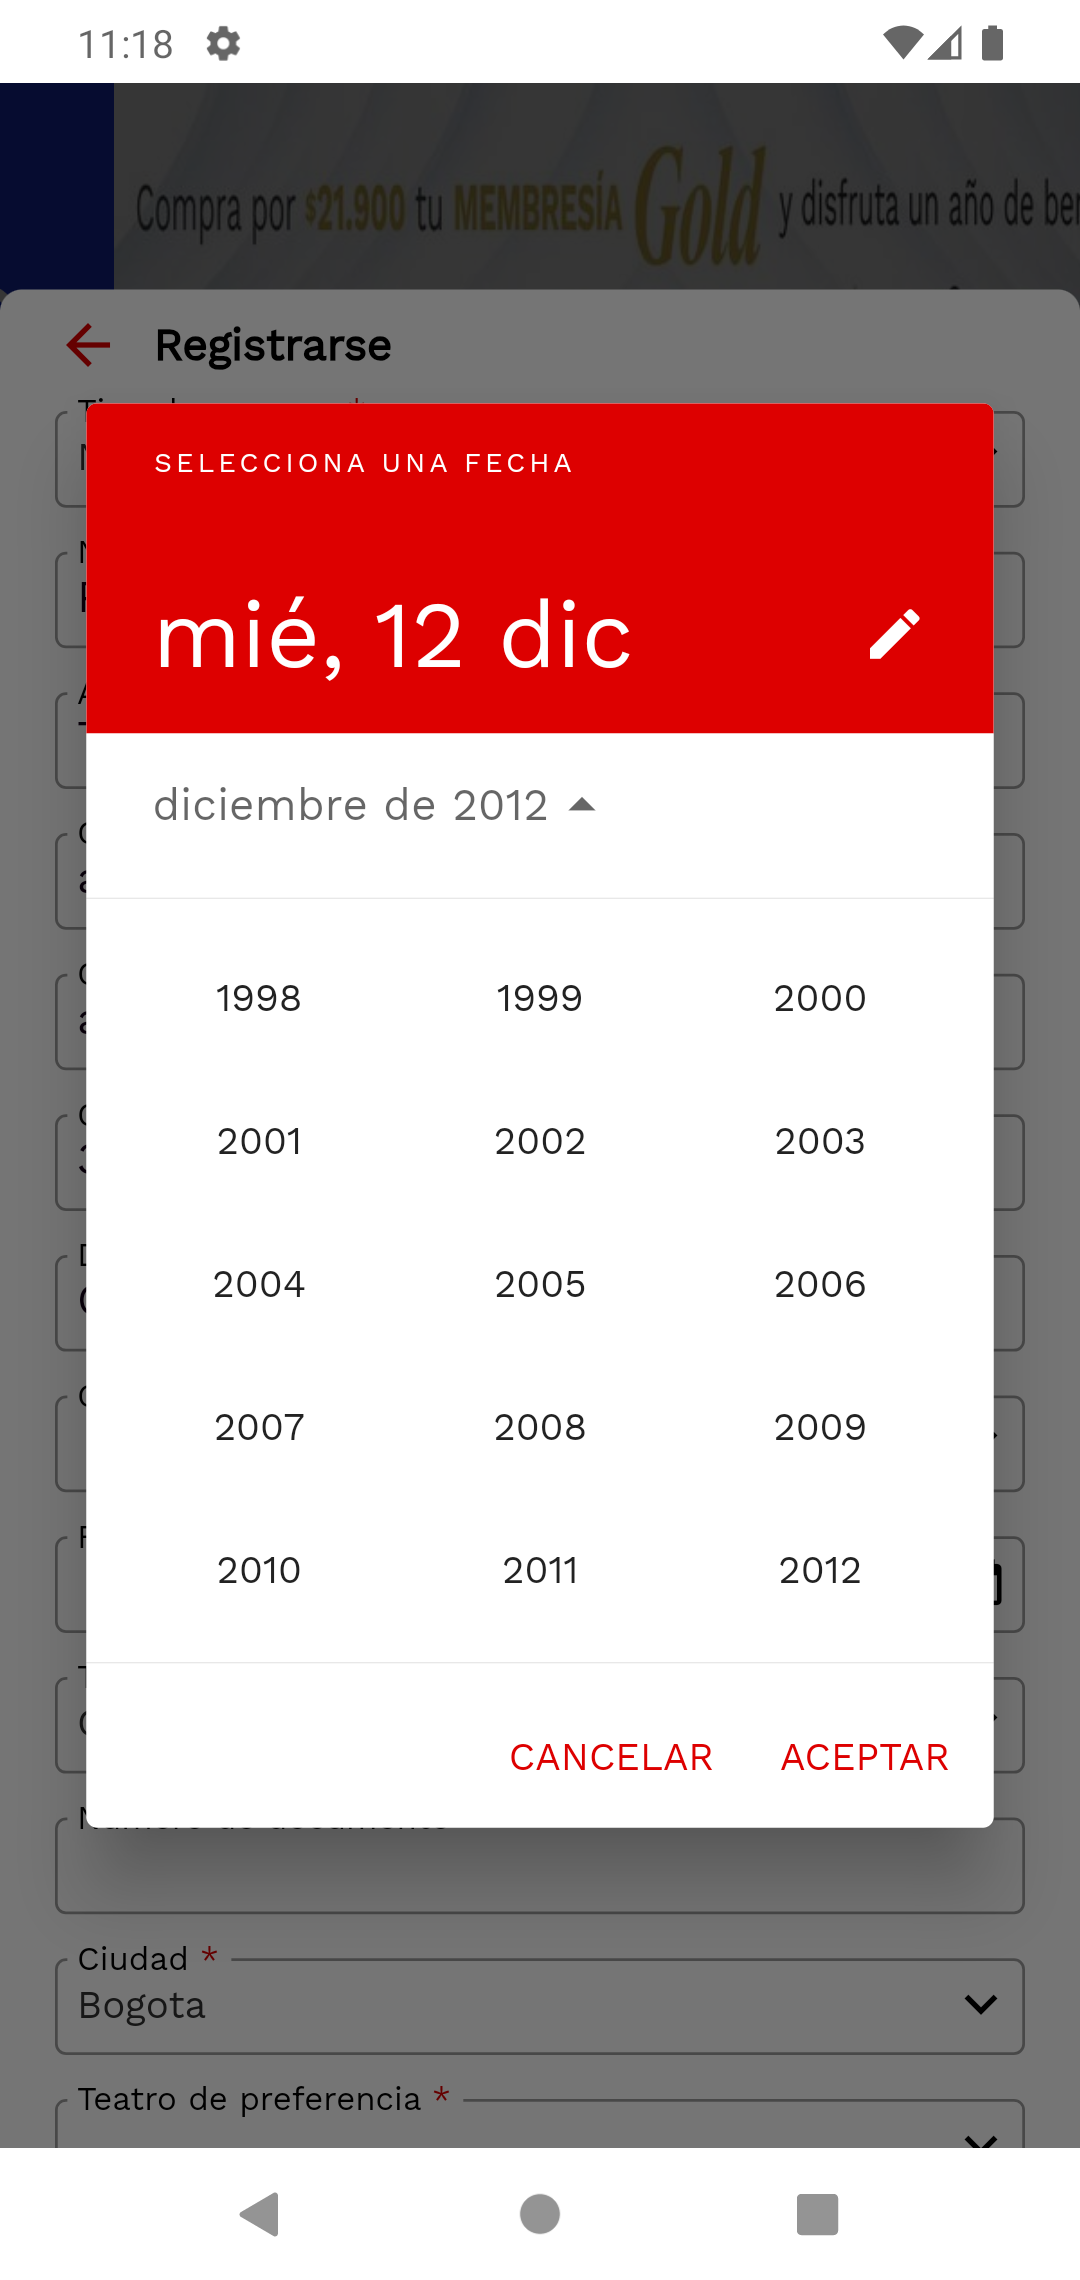 11:18
Compra por $21.900 tu MEMBRESÍA Gold y disfruta un año de
Registrarse
SELECCIONA UNA FECHA
mié, 12 dic
diciembre de 2012
1998 1999 2000
2001 2002 2003
2004 2005 2006
2007 2008 2009
2010 2011 2012
CANCELAR ACEPTAR
Ciudad *
Bogota
Teatro de preferencia *